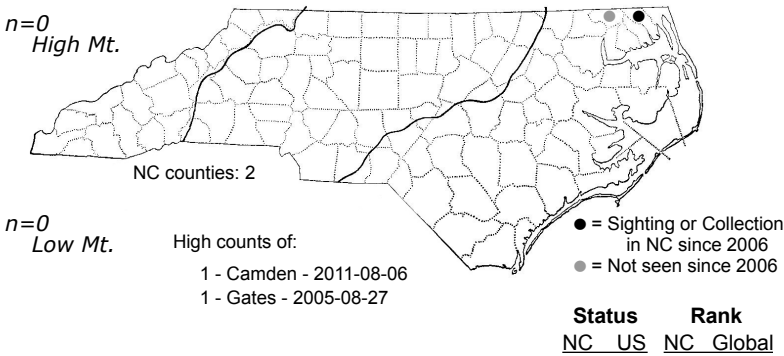 n=0
High Mt.
NC counties: 2
n=0
Low Mt.
High counts of:
1 - Camden - 2011-08-06
1 - Gates - 2005-08-27
= Sighting or Collection
in NC since 2006
= Not seen since 2006
Status Rank
NC US NC Global